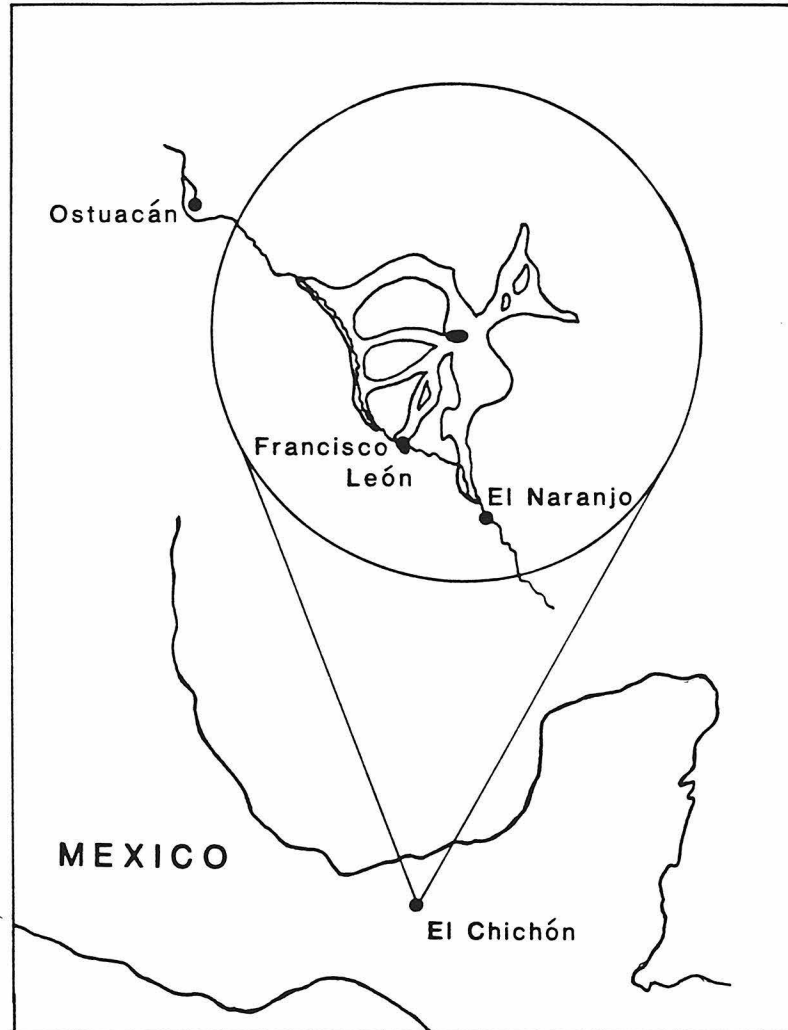 Ostuacán
Francisco
León
El Naranjo
MEXICO
El Chichón